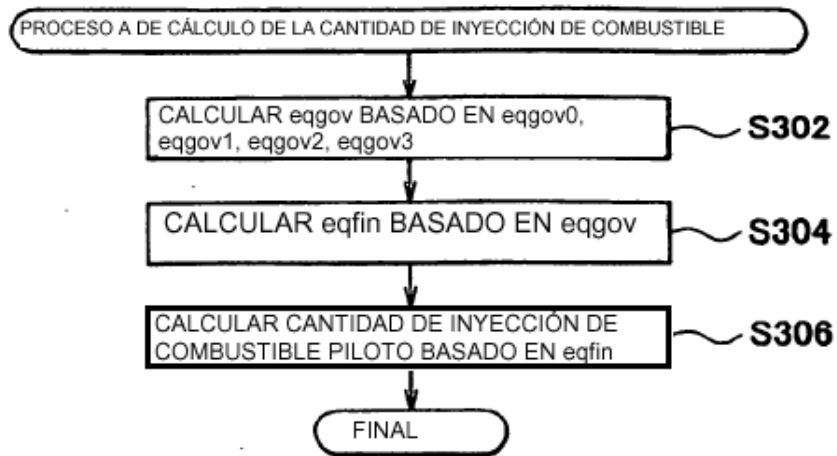 PROCESO A DE CÁLCULO DE LA CANTIDAD DE INYECCIÓN DE COMBUSTIBLE
CALCULAR eqgov BASADO EN eqgov0,
eqgov1, eqgov2, eqgov3
S302
CALCULAR eqfin BASADO EN eqgov
S304
CALCULAR CANTIDAD DE INYECCIÓN DE
COMBUSTIBLE PILOTO BASADO EN eqfin
S306
FINAL